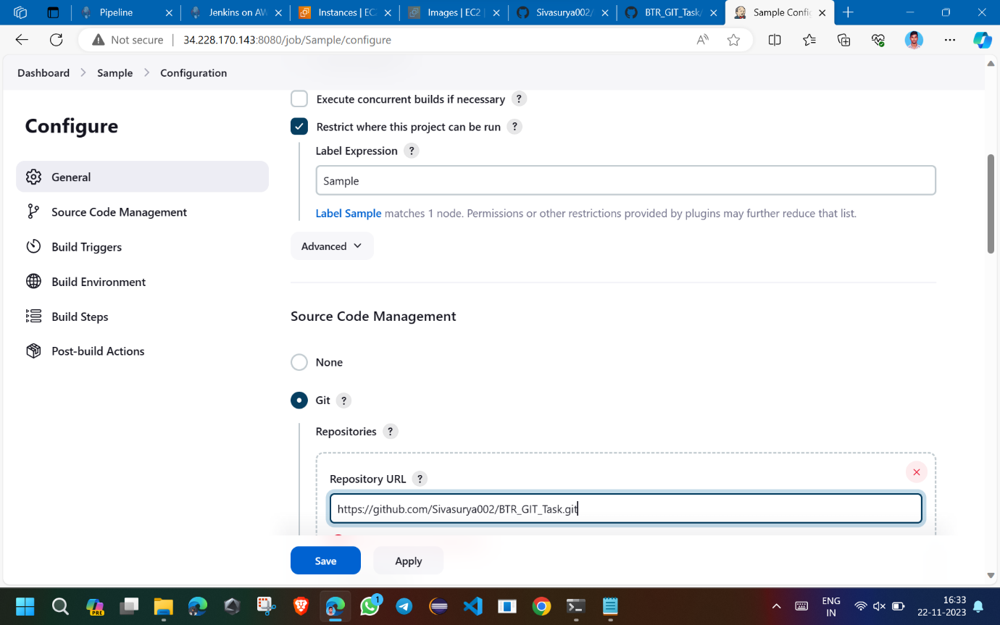 Pipeline
Jenkins on AW
Instances | EC
Images | EC2
Sivasurya002/
BTR_GIT_Task/
Sample Config
Not secure
34.228.170.143:8080/job/Sample/configure
Dashboard
Sample
Configuration
Configure
General
Source Code Management
Build Triggers
Build Environment
Build Steps
Post-build Actions
Execute concurrent builds if necessary ?
Restrict where this project can be run ?
Label Expression ?
Sample
Label Sample matches 1 node. Permissions or other restrictions provided by plugins may further reduce that list.
Advanced
Source Code Management
None
Git ?
Repositories ?
Repository URL ?
https://github.com/Sivasurya002/BTR_GIT_Task.git
Save
Apply
PRE
1
ENG
IN
16:33
22-11-2023